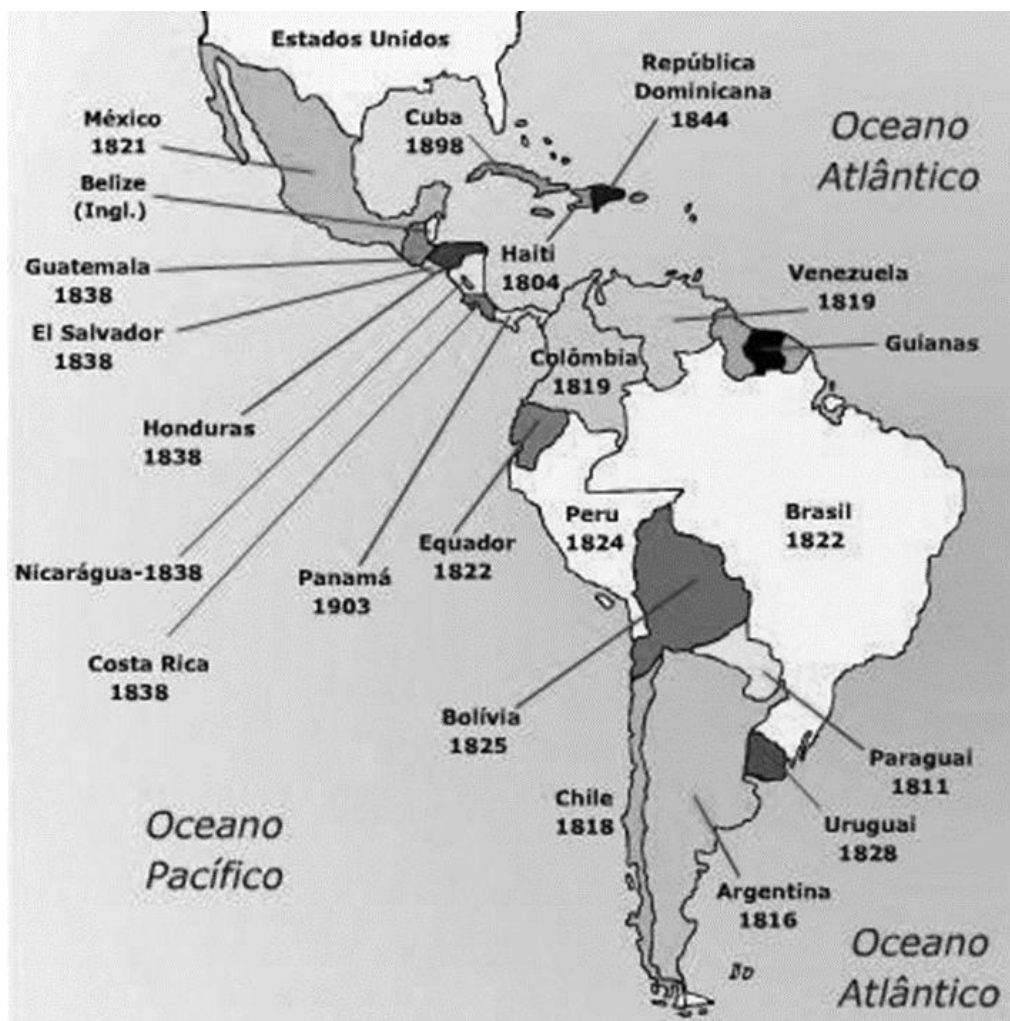 Estados Unidos
República
Dominicana
1844
México
1821
Cuba
1898
Oceano
Atlântico
Belize
(Ingl.)
Haiti
1804
Guatemala
1838
Venezuela
1819
El Salvador
1838
Guianas
Colômbia
1819
Honduras
1838
Peru
1824
Brasil
1822
Equador
1822
Nicarágua-1838
Panamá
1903
Costa Rica
1838
Bolívia
1825
Paraguai
1811
Chile
1818
Uruguai
1828
Oceano
Pacífico
Argentina
1816
Oceano
Atlântico